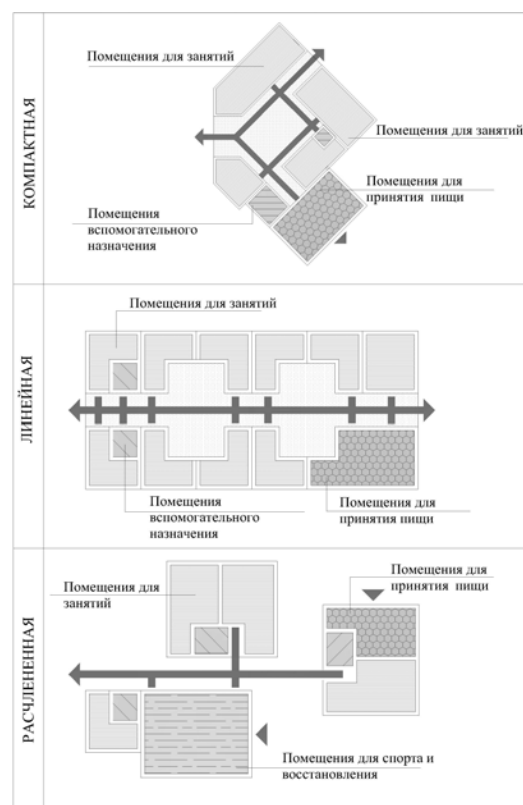 КОМПАКТНАЯ
Помещения для занятий
Помещения для занятий
Помещения для
принятия пищи
Помещения
вспомогательного
назначения
ЛИНЕЙНАЯ
Помещения для занятий
Помещения
вспомогательного
назначения
Помещения для
принятия пищи
РАСЧЛЕНЕННАЯ
Помещения для
занятий
Помещения для
принятия пищи
Помещения для спорта и
восстановления